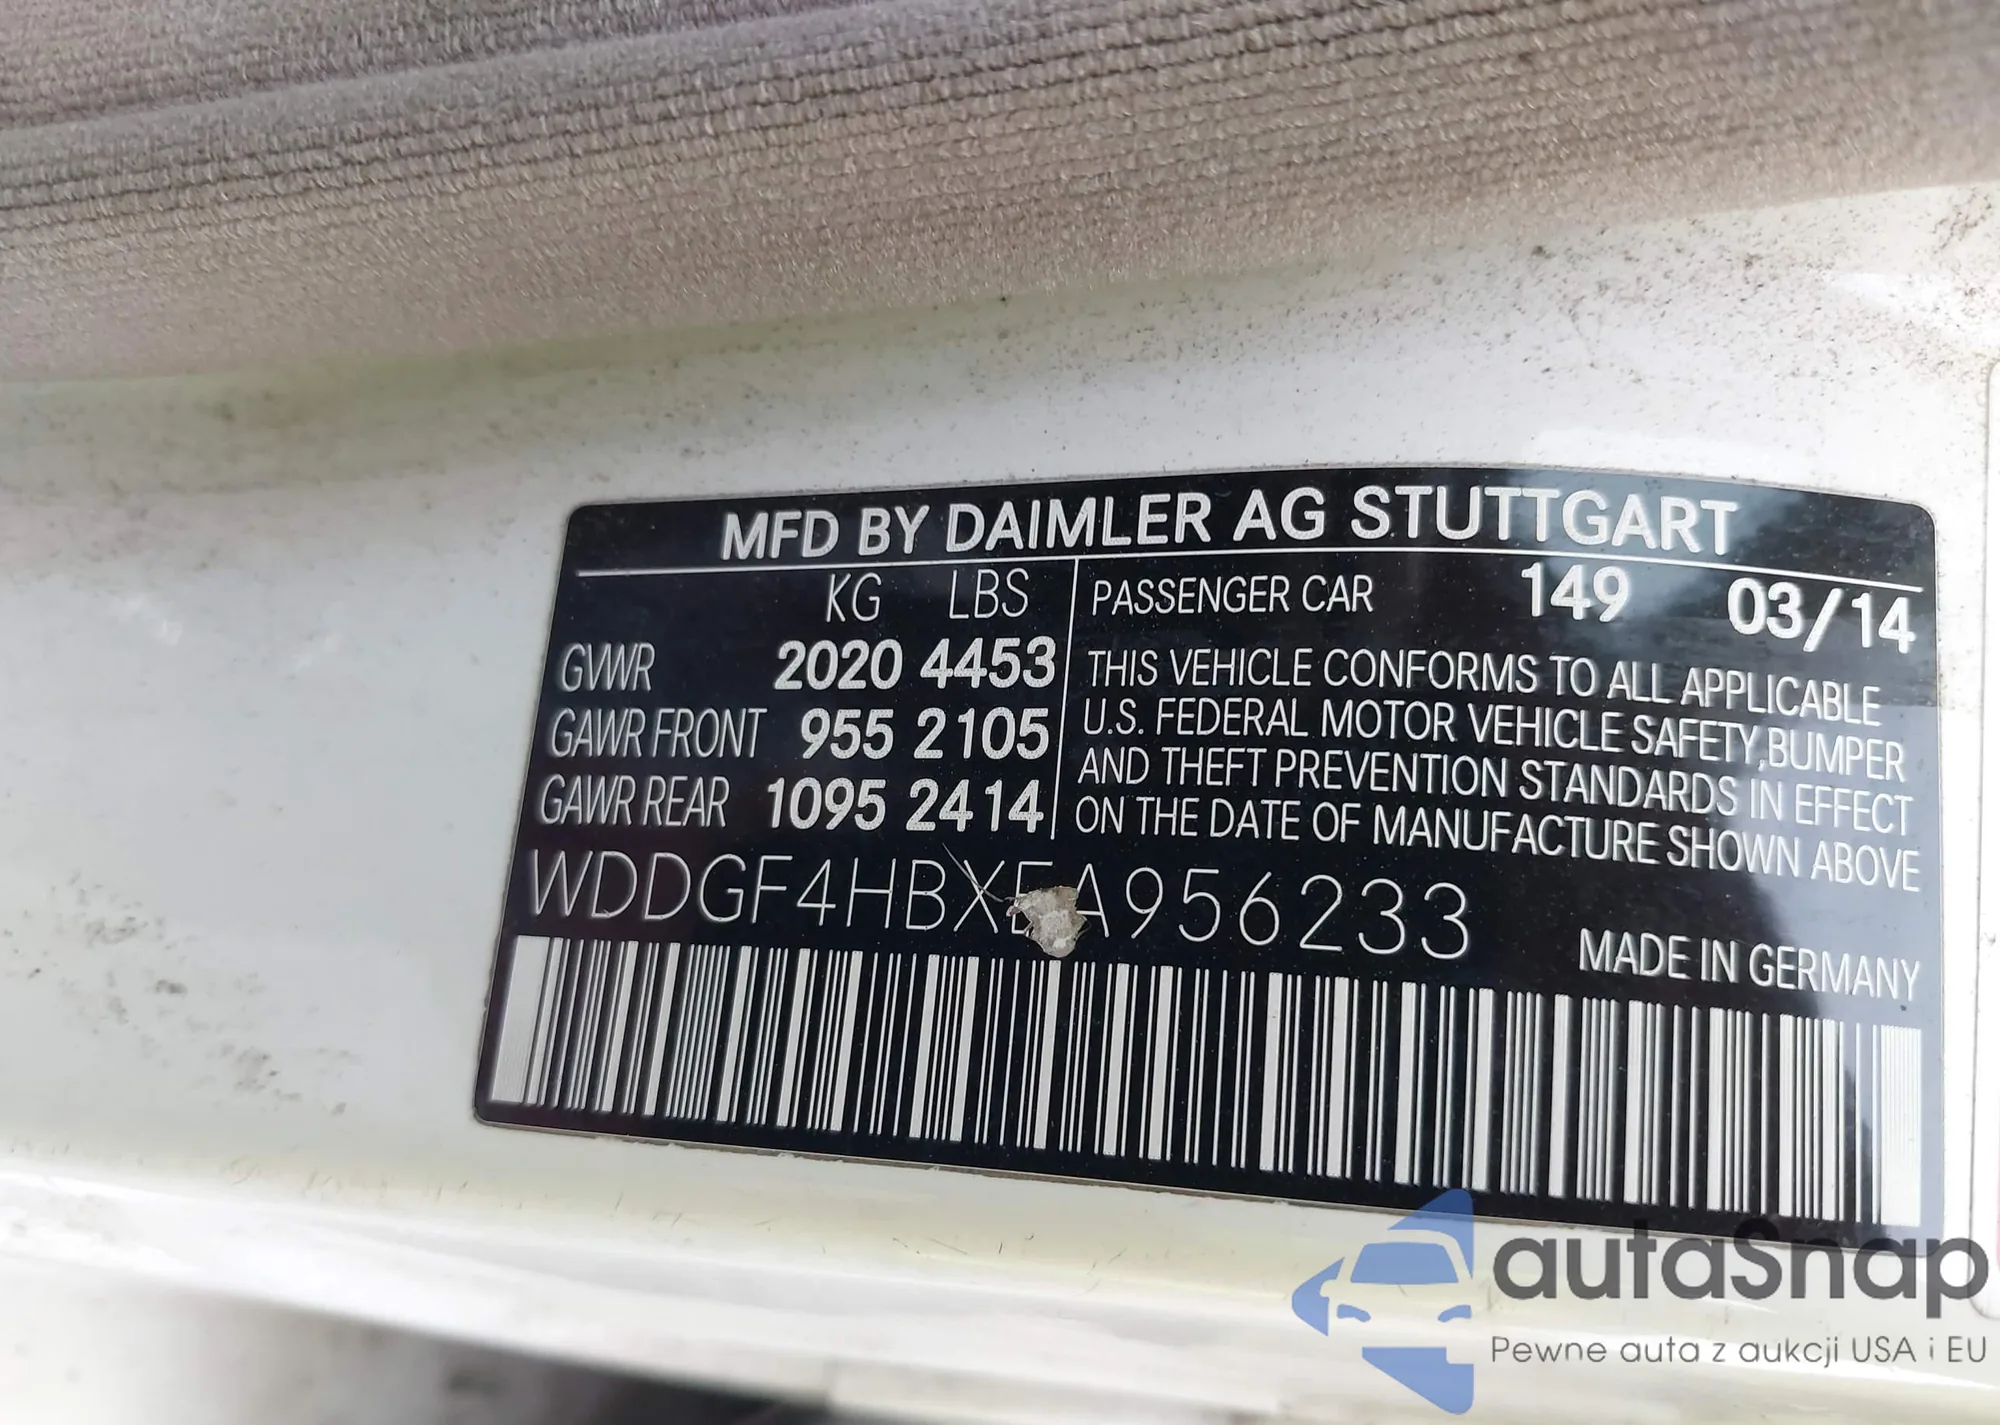 MFD BY DAIMLER AG STUTTGART
KG LBS
GVWR 2020 4453
GAWR FRONT 955 2105
GAWR REAR 1095 2414
PASSENGER CAR 149 03/14
THIS VEHICLE CONFORMS TO ALL APPLICABLE
U.S. FEDERAL MOTOR VEHICLE SAFETY, BUMPER
AND THEFT PREVENTION STANDARDS IN EFFECT
ON THE DATE OF MANUFACTURE SHOWN ABOVE
WDDGF4HBXEA956233
MADE IN GERMANY
autaSnap
Pewne auta z aukcji USA i EU